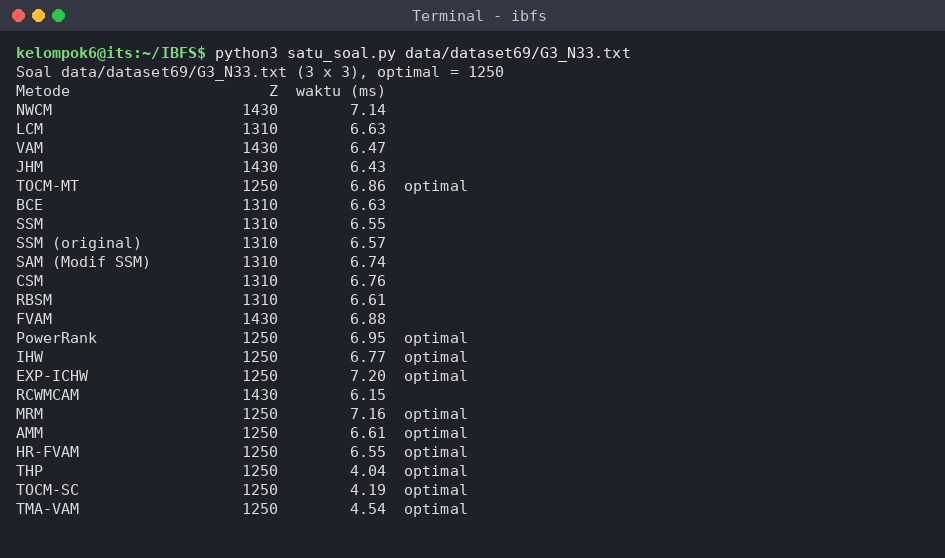 Terminal - ibfs
kelompok6@its:~/IBFS$ python3 satu_soal.py data/dataset69/G3_N33.txt
Soal data/dataset69/G3_N33.txt (3 x 3), optimal = 1250
Metode                      Z  waktu (ms)
NWCM                     1430        7.14
LCM                      1310        6.63
VAM                      1430        6.47
JHM                      1430        6.43
TOCM-MT                  1250        6.86  optimal
BCE                      1310        6.63
SSM                      1310        6.55
SSM (original)           1310        6.57
SAM (Modif SSM)          1310        6.74
CSM                      1310        6.76
RBSM                     1310        6.61
FVAM                     1430        6.88
PowerRank                1250        6.95  optimal
IHW                      1250        6.77  optimal
EXP-ICHW                 1250        7.20  optimal
RCWMCAM                  1430        6.15
MRM                      1250        7.16  optimal
AMM                      1250        6.61  optimal
HR-FVAM                  1250        6.55  optimal
THP                      1250        4.04  optimal
TOCM-SC                  1250        4.19  optimal
TMA-VAM                  1250        4.54  optimal